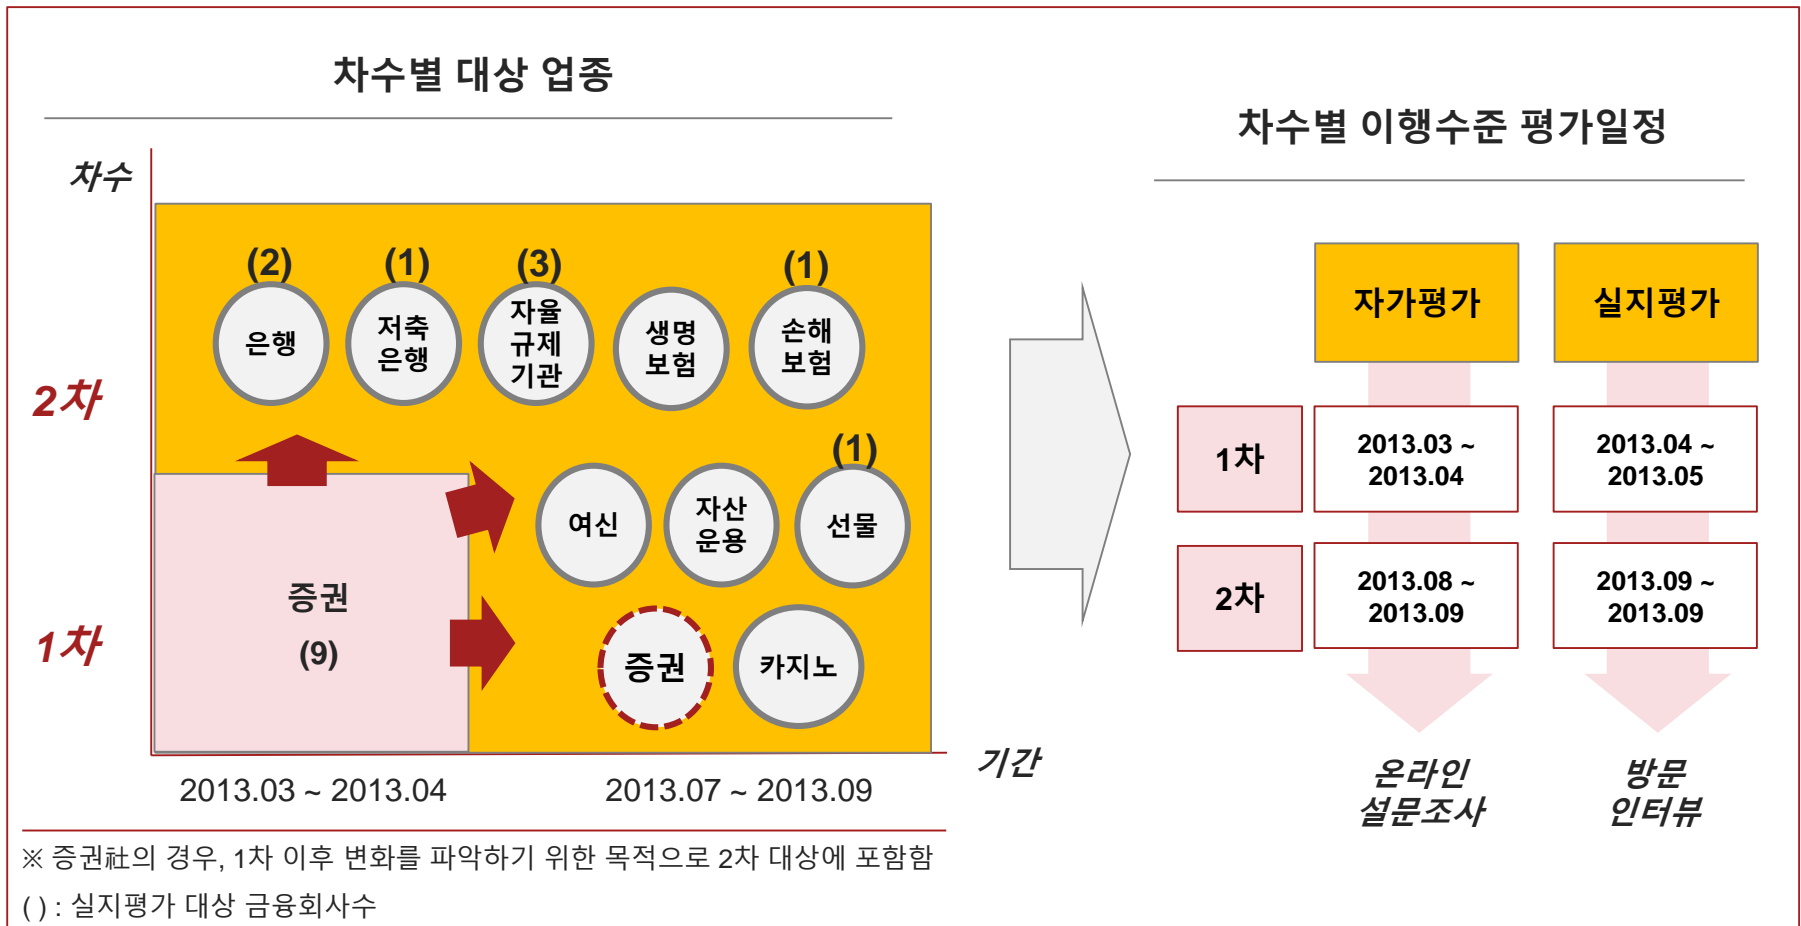 차수별 대상 업종
차수
(2)
(1)
(3)
(1)
은행
저축
은행
자율
규제
기관
생명
보험
손해
보험
2차
(1)
여신
자산
운용
선물
증권
(9)
1차
증권
카지노
기간
2013.03 ~ 2013.04
2013.07 ~ 2013.09
※ 증권社의 경우, 1차 이후 변화를 파악하기 위한 목적으로 2차 대상에 포함함
( ) : 실지평가 대상 금융회사수
차수별 이행수준 평가일정
자가평가
실지평가
1차
2013.03 ~
2013.04
2013.04 ~
2013.05
2차
2013.08 ~
2013.09
2013.09 ~
2013.09
온라인
설문조사
방문
인터뷰